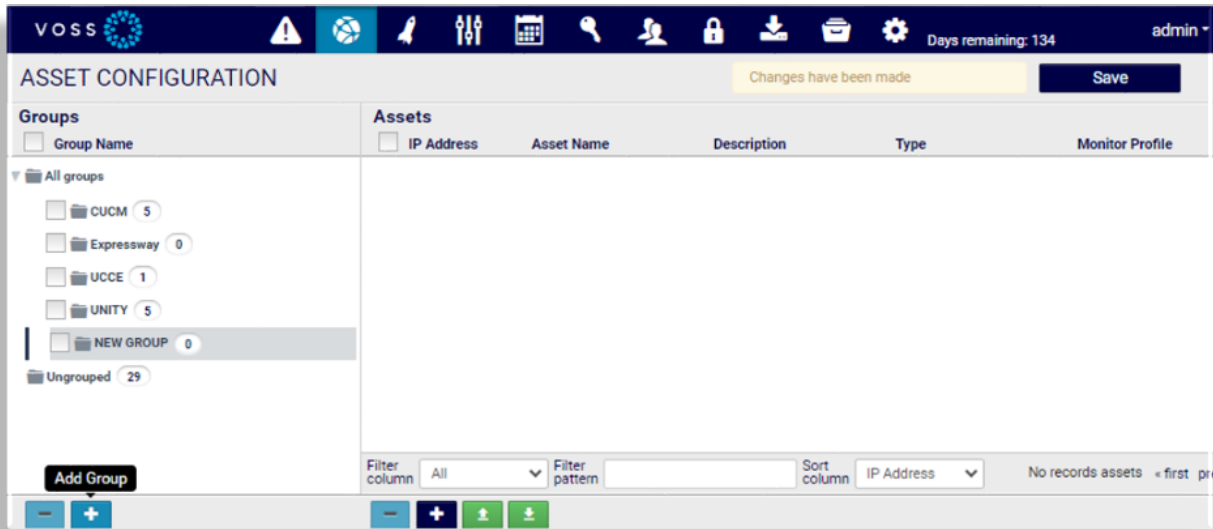 VOSS
Days remaining: 134
admin
ASSET CONFIGURATION
Changes have been made
Save
Groups
Group Name
Assets
IP Address Asset Name Description Type Monitor Profile
All groups
CUCM 5
Expressway 0
UCCE 1
UNITY 5
NEW GROUP 0
Ungrouped 29
Add Group
Filter column All
Filter pattern
Sort column IP Address
No records assets « first pr